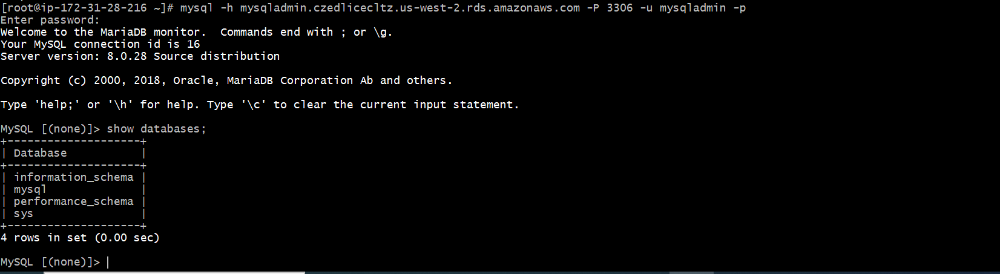 [root@ip-172-31-28-216 ~]# mysql -h mysqladmin.czedlicecltz.us-west-2.rds.amazonaws.com -P 3306 -u mysqladmin -p
Enter password:
Welcome to the MariaDB monitor.  Commands end with ; or \g.
Your MySQL connection id is 16
Server version: 8.0.28 Source distribution

Copyright (c) 2000, 2018, Oracle, MariaDB Corporation Ab and others.

Type 'help;' or '\h' for help. Type '\c' to clear the current input statement.

MySQL [(none)]> show databases;
+--------------------+
| Database           |
+--------------------+
| information_schema |
| mysql              |
| performance_schema |
| sys                |
+--------------------+
4 rows in set (0.00 sec)

MySQL [(none)]>